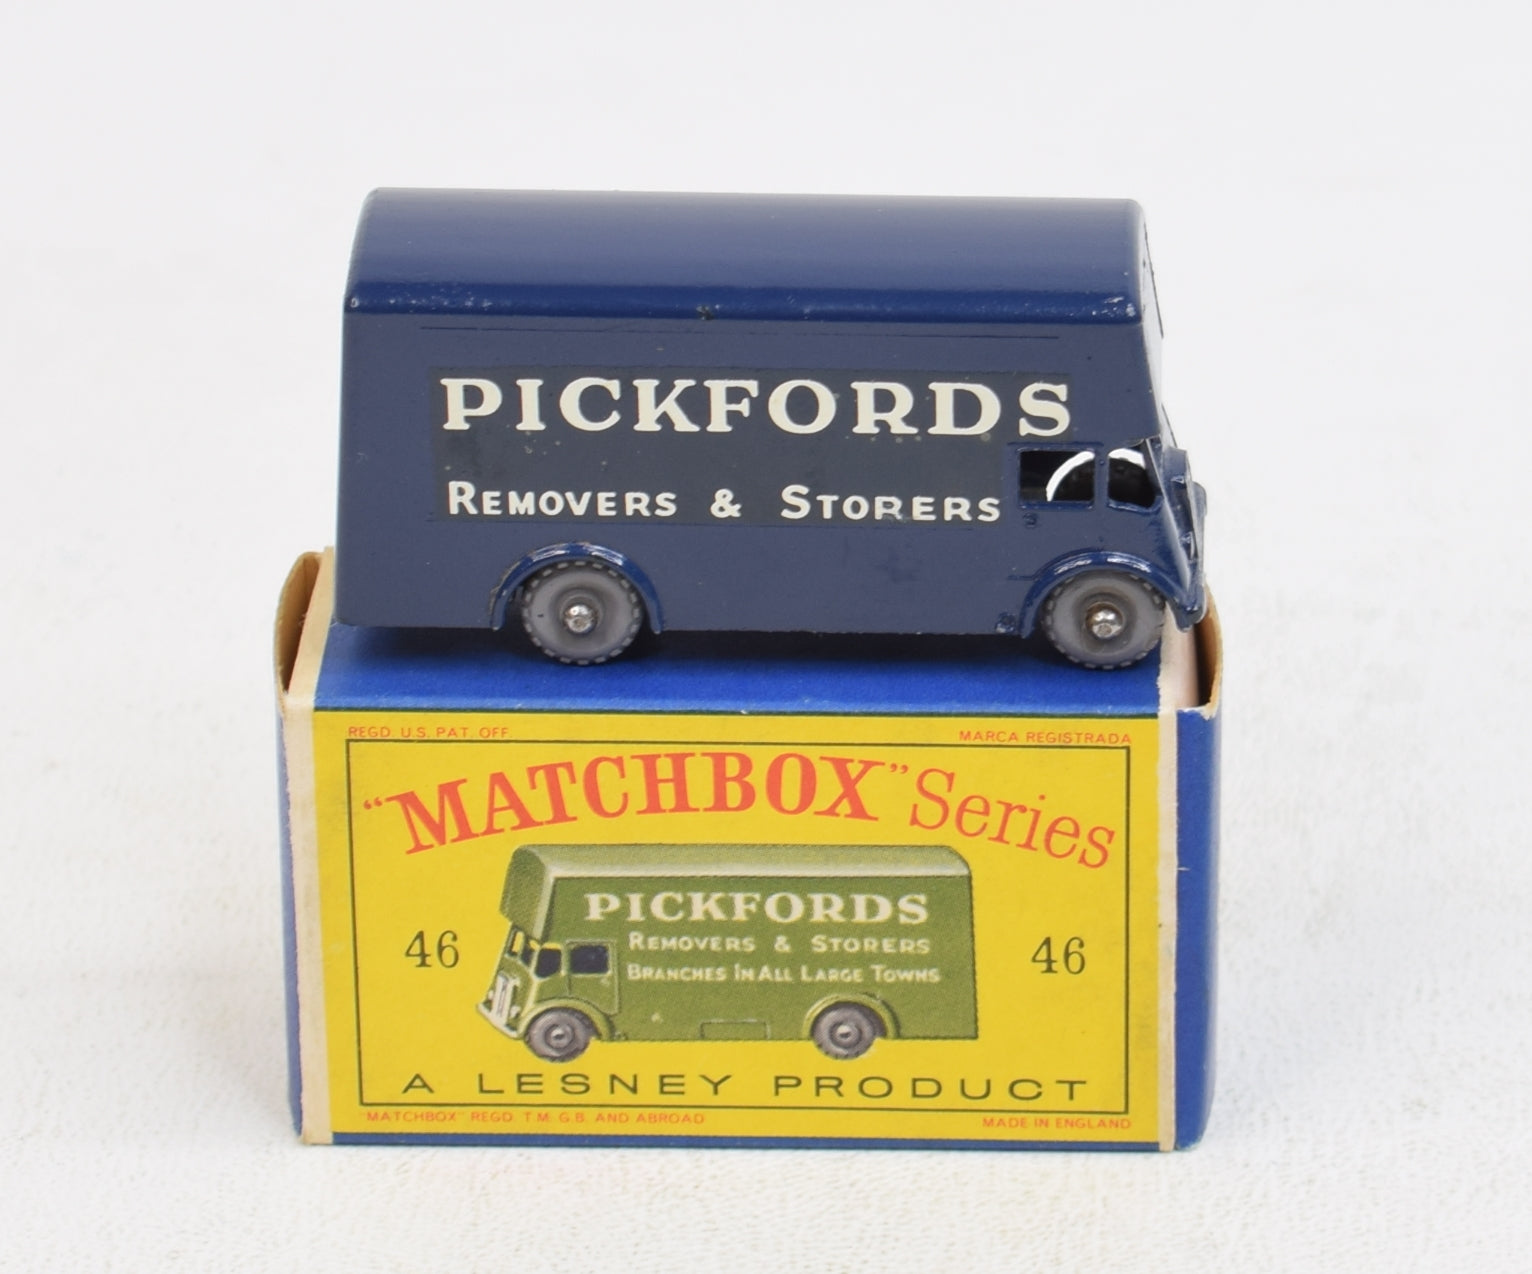 PICKFORDS
REMOVERS & STORERS
REGD. U.S. PAT. OFF.
MARCA REGISTRADA
"MATCHBOX" Series
PICKFORDS
REMOVERS & STORERS
BRANCHES IN ALL LARGE TOWNS
46
46
A LESNEY PRODUCT
"MATCHBOX" REGD. T.M. G.B. AND ABROAD
MADE IN ENGLAND